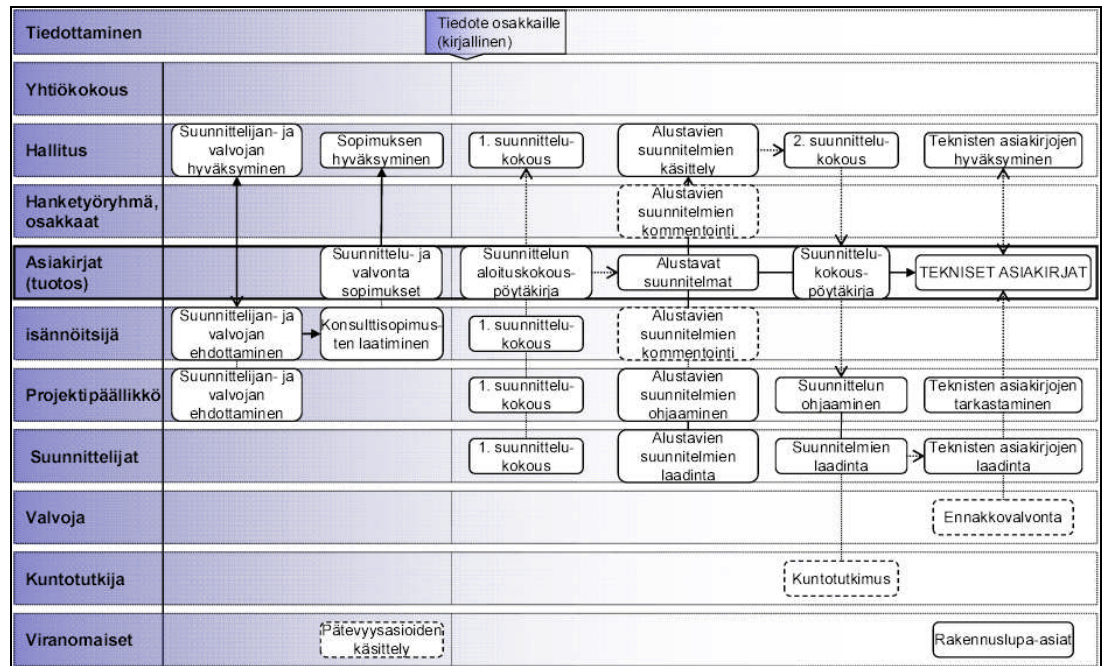 Tiedottaminen
Tiedote osakkaille
(kirjallinen)
Yhtiökokous
Hallitus
Suunnittelijan- ja
valvojan
hyväksyminen
Sopimuksen
hyväksyminen
1. suunnittelu-
kokous
Alustavien
suunnitelmien
käsittely
2. suunnittelu-
kokous
Teknisten asiakirjojen
hyväksyminen
Hanketyöryhmä,
osakkaat
Alustavien
suunnitelmien
kommentointi
Asiakirjat
(tuotos)
Suunnittelu- ja
valvonta
sopimukset
Suunnittelun
aloituskokous-
pöytäkirja
Alustavat
suunnitelmat
Suunnittelu-
kokous-
pöytäkirja
TEKNISET ASIAKIRJAT
isännöitsijä
Suunnittelijan- ja
valvojan
ehdottaminen
Konsulttisopimus-
ten laatiminen
1. suunnittelu-
kokous
Alustavien
suunnitelmien
kommentointi
Projektipäällikkö
Suunnittelijan- ja
valvojan
ehdottaminen
1. suunnittelu-
kokous
Alustavien
suunnitelmien
ohjaaminen
Suunnittelun
ohjaaminen
Teknisten asiakirjojen
tarkastaminen
Suunnittelijat
1. suunnittelu-
kokous
Alustavien
suunnitelmien
laadinta
Suunnitelmien
laadinta
Teknisten asiakirjojen
laadinta
Valvoja
Ennakkovalvonta
Kuntotutkija
Kuntotutkimus
Viranomaiset
Pätevyysasioiden
käsittely
Rakennuslupa-asiat